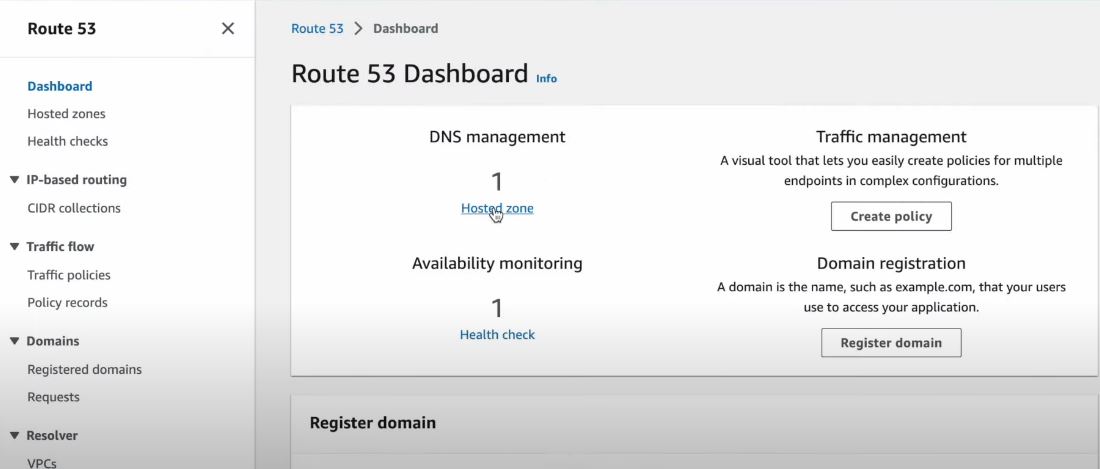 Route 53
Route 53 > Dashboard
Route 53 Dashboard Info
Dashboard
Hosted zones
Health checks
IP-based routing
CIDR collections
Traffic flow
Traffic policies
Policy records
Domains
Registered domains
Requests
Resolver
VPCs
DNS management
1
Hosted zone
Traffic management
A visual tool that lets you easily create policies for multiple
endpoints in complex configurations.
Create policy
Availability monitoring
1
Health check
Domain registration
A domain is the name, such as example.com, that your users
use to access your application.
Register domain
Register domain